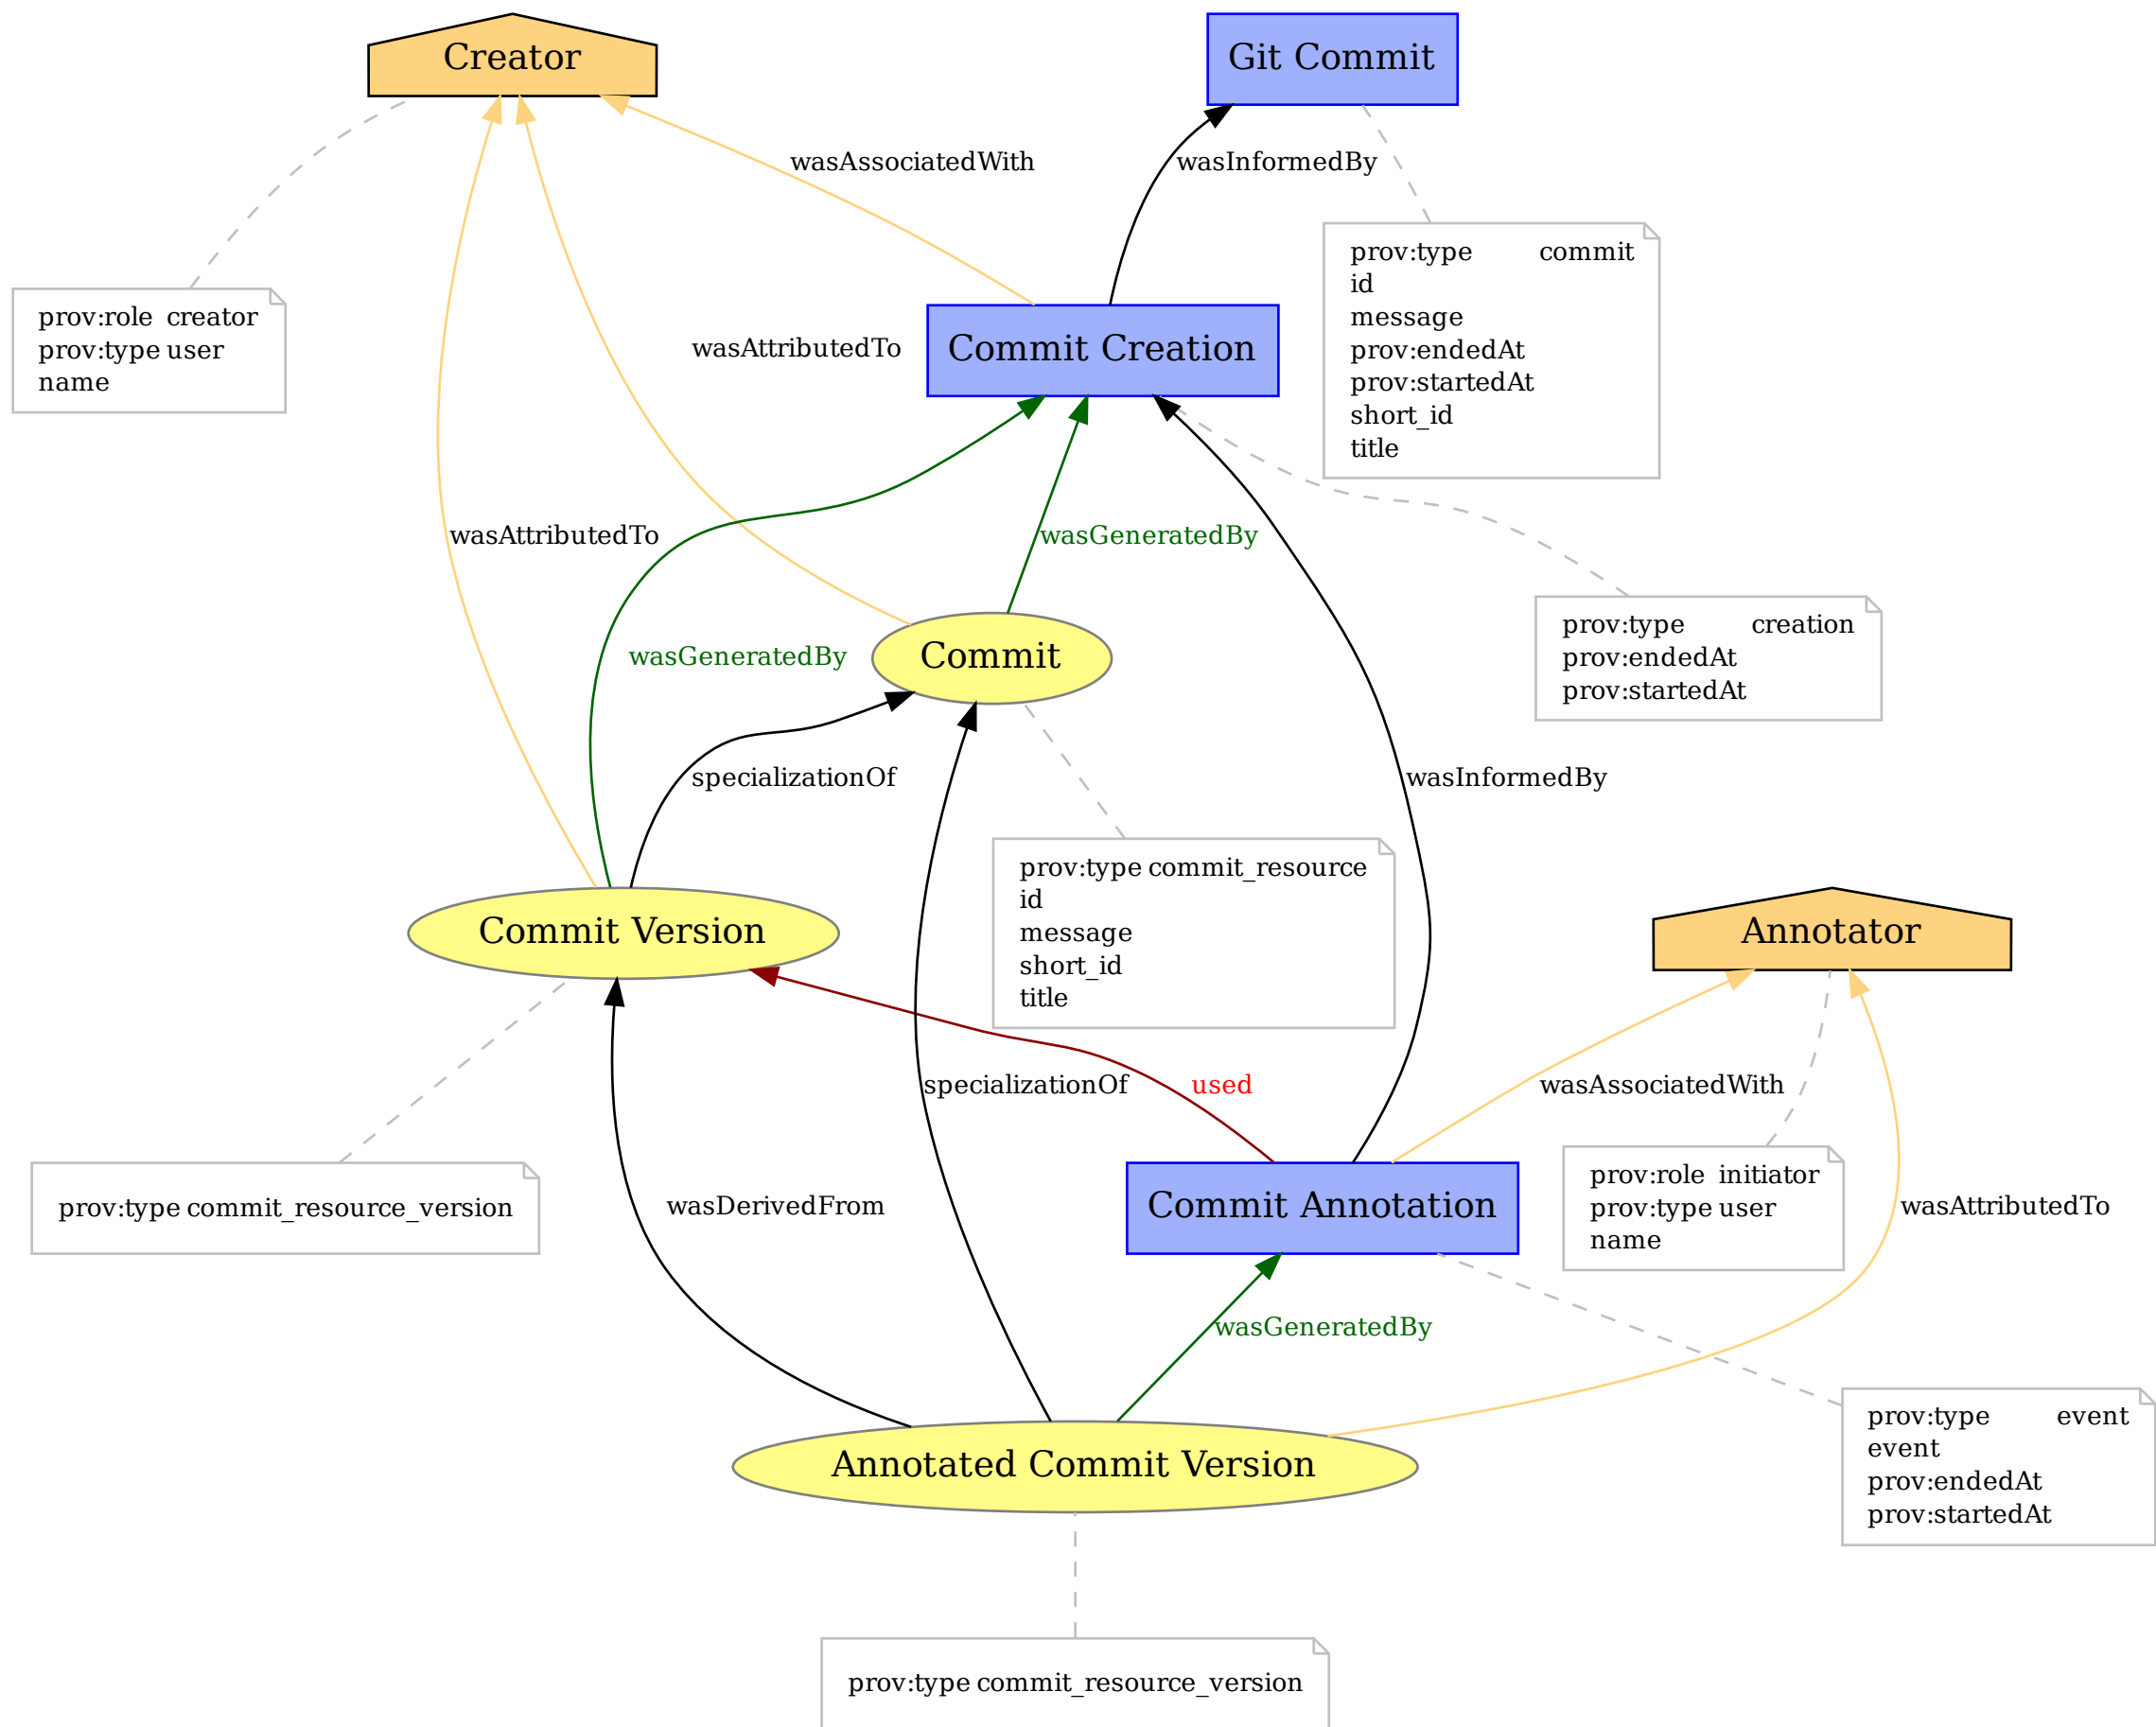 Creator
Git Commit
wasAssociatedWith
wasInformedBy
prov:type commit
id
message
prov:endedAt
prov:startedAt
short_id
title
prov:role creator
prov:type user
name
wasAttributedTo
Commit Creation
wasAttributedTo
wasGeneratedBy
prov:type creation
prov:endedAt
prov:startedAt
wasGeneratedBy
Commit
specializationOf
wasInformedBy
prov:type commit_resource
id
message
short_id
title
Commit Version
Annotator
specializationOf
used
wasAssociatedWith
prov:type commit_resource_version
wasDerivedFrom
Commit Annotation
prov:role initiator
prov:type user
name
wasAttributedTo
wasGeneratedBy
prov:type event
event
prov:endedAt
prov:startedAt
Annotated Commit Version
prov:type commit_resource_version